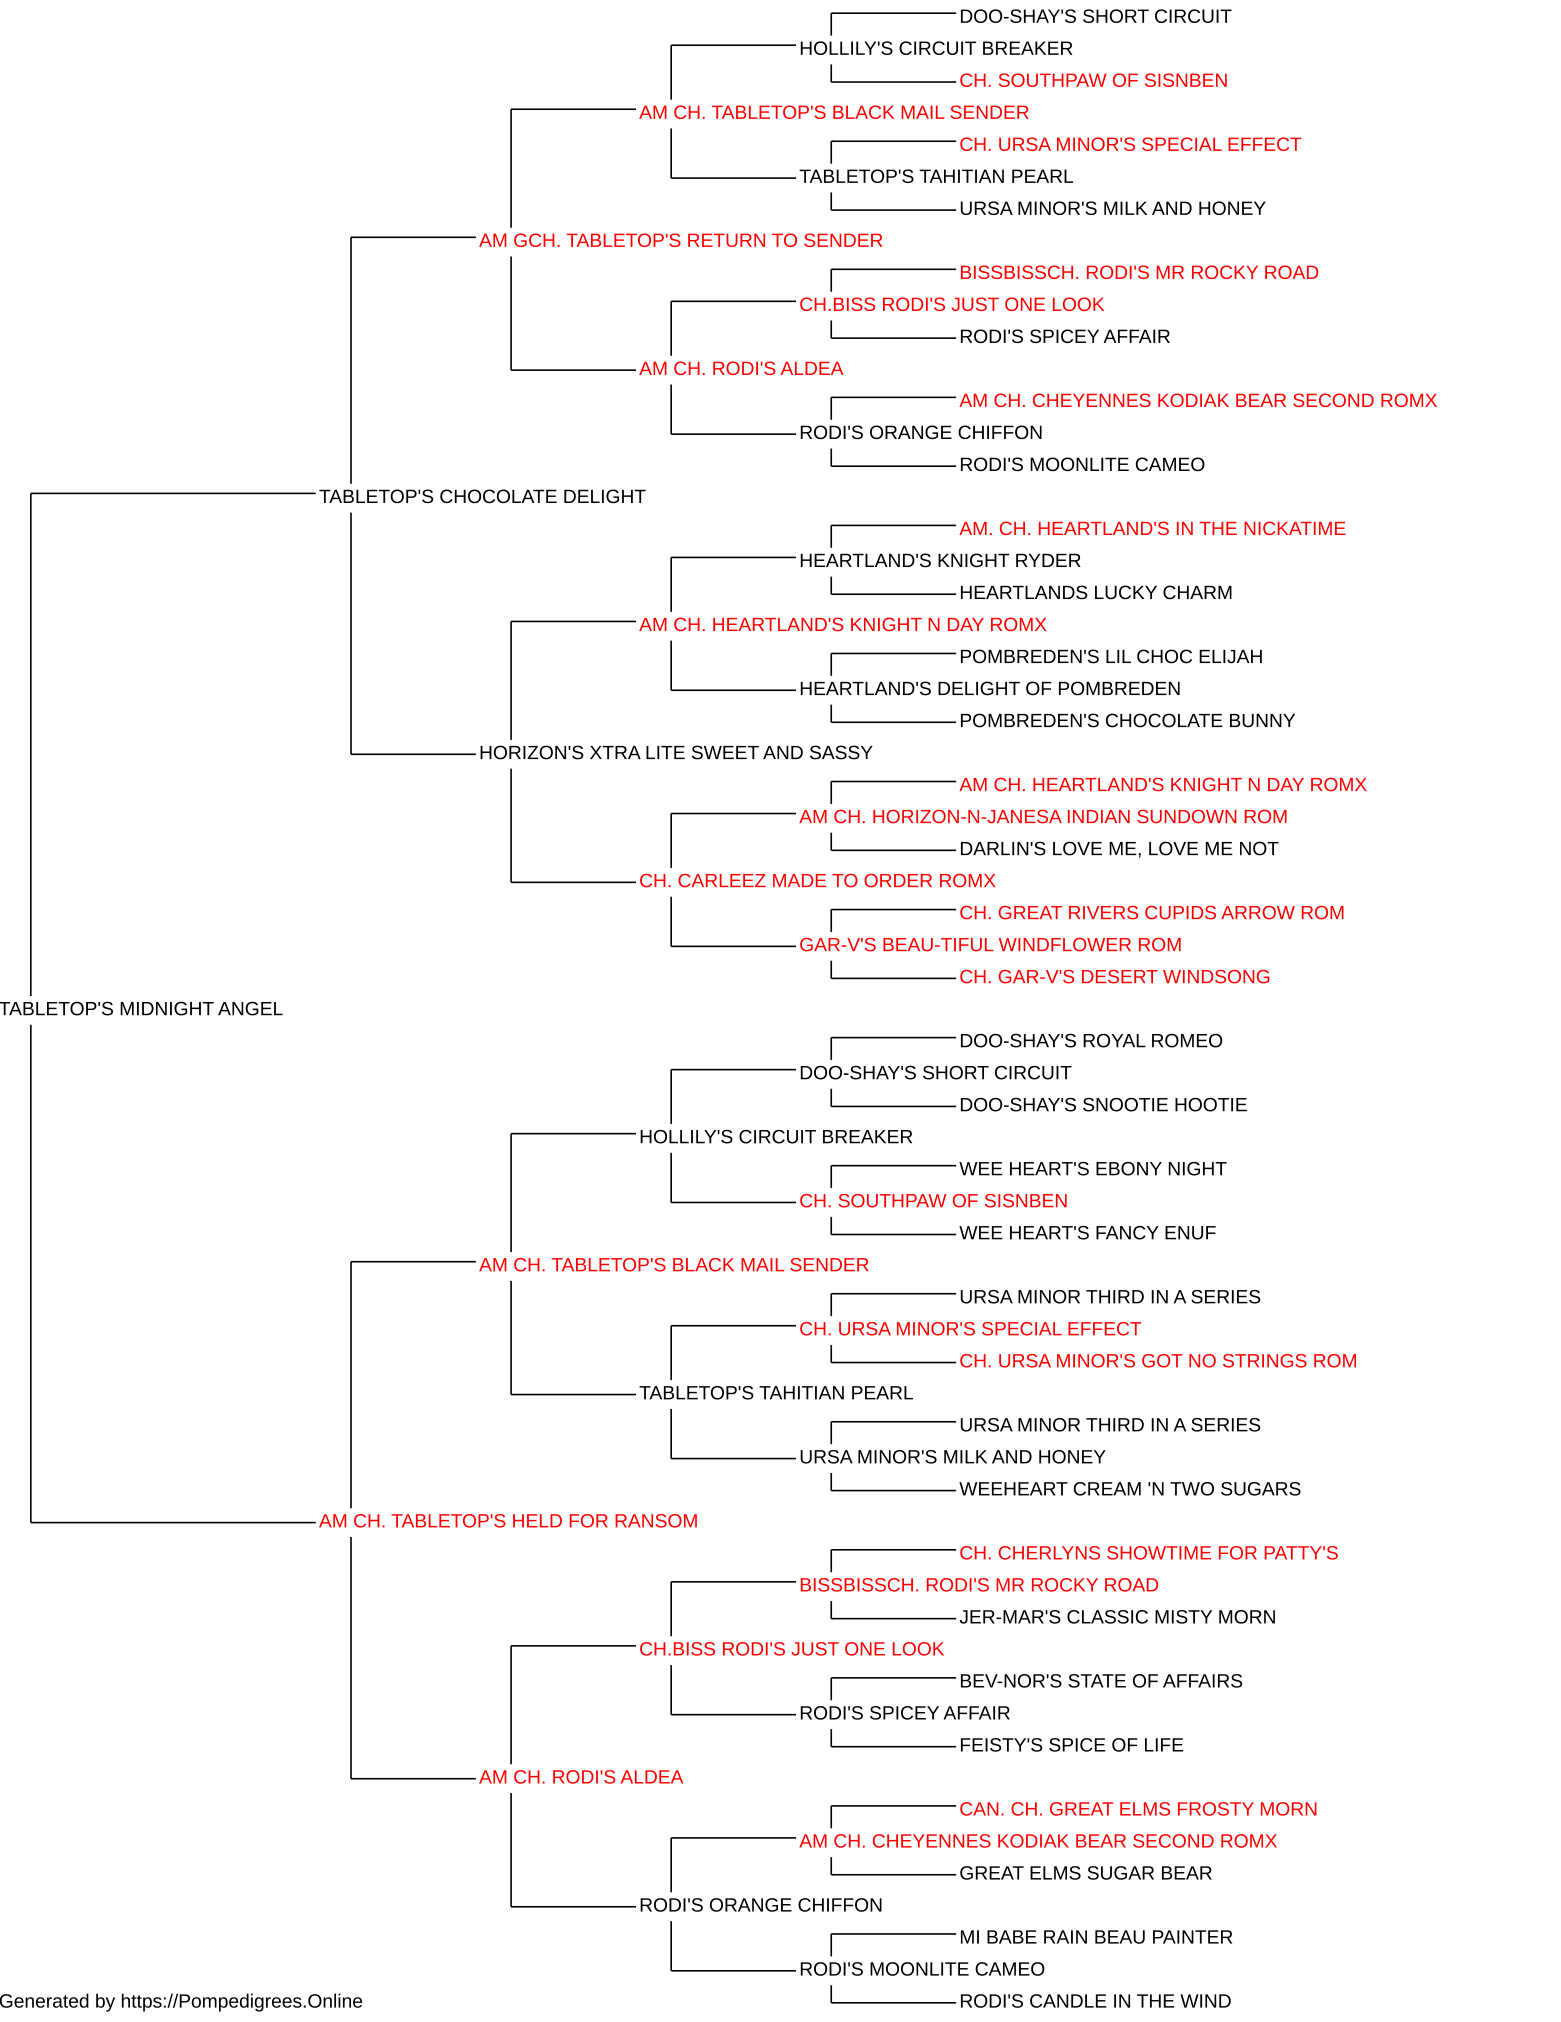 DOO-SHAY'S SHORT CIRCUIT
HOLLILY'S CIRCUIT BREAKER
CH. SOUTHPAW OF SISNBEN
AM CH. TABLETOP'S BLACK MAIL SENDER
CH. URSA MINOR'S SPECIAL EFFECT
TABLETOP'S TAHITIAN PEARL
URSA MINOR'S MILK AND HONEY
AM GCH. TABLETOP'S RETURN TO SENDER
BISSBISSCH. RODI'S MR ROCKY ROAD
CH.BISS RODI'S JUST ONE LOOK
RODI'S SPICEY AFFAIR
AM CH. RODI'S ALDEA
AM CH. CHEYENNES KODIAK BEAR SECOND ROMX
RODI'S ORANGE CHIFFON
RODI'S MOONLITE CAMEO
TABLETOP'S CHOCOLATE DELIGHT
AM. CH. HEARTLAND'S IN THE NICKATIME
HEARTLAND'S KNIGHT RYDER
HEARTLANDS LUCKY CHARM
AM CH. HEARTLAND'S KNIGHT N DAY ROMX
POMBREDEN'S LIL CHOC ELIJAH
HEARTLAND'S DELIGHT OF POMBREDEN
POMBREDEN'S CHOCOLATE BUNNY
HORIZON'S XTRA LITE SWEET AND SASSY
AM CH. HEARTLAND'S KNIGHT N DAY ROMX
AM CH. HORIZON-N-JANESA INDIAN SUNDOWN ROM
DARLIN'S LOVE ME, LOVE ME NOT
CH. CARLEEZ MADE TO ORDER ROMX
CH. GREAT RIVERS CUPIDS ARROW ROM
GAR-V'S BEAU-TIFUL WINDFLOWER ROM
CH. GAR-V'S DESERT WINDSONG
TABLETOP'S MIDNIGHT ANGEL
DOO-SHAY'S ROYAL ROMEO
DOO-SHAY'S SHORT CIRCUIT
DOO-SHAY'S SNOOTIE HOOTIE
HOLLILY'S CIRCUIT BREAKER
WEE HEART'S EBONY NIGHT
CH. SOUTHPAW OF SISNBEN
WEE HEART'S FANCY ENUF
AM CH. TABLETOP'S BLACK MAIL SENDER
URSA MINOR THIRD IN A SERIES
CH. URSA MINOR'S SPECIAL EFFECT
CH. URSA MINOR'S GOT NO STRINGS ROM
TABLETOP'S TAHITIAN PEARL
URSA MINOR THIRD IN A SERIES
URSA MINOR'S MILK AND HONEY
WEEHEART CREAM 'N TWO SUGARS
AM CH. TABLETOP'S HELD FOR RANSOM
CH. CHERLYNS SHOWTIME FOR PATTY'S
BISSBISSCH. RODI'S MR ROCKY ROAD
JER-MAR'S CLASSIC MISTY MORN
CH.BISS RODI'S JUST ONE LOOK
BEV-NOR'S STATE OF AFFAIRS
RODI'S SPICEY AFFAIR
FEISTY'S SPICE OF LIFE
AM CH. RODI'S ALDEA
CAN. CH. GREAT ELMS FROSTY MORN
AM CH. CHEYENNES KODIAK BEAR SECOND ROMX
GREAT ELMS SUGAR BEAR
RODI'S ORANGE CHIFFON
MI BABE RAIN BEAU PAINTER
RODI'S MOONLITE CAMEO
RODI'S CANDLE IN THE WIND
Generated by https://Pompedigrees.Online